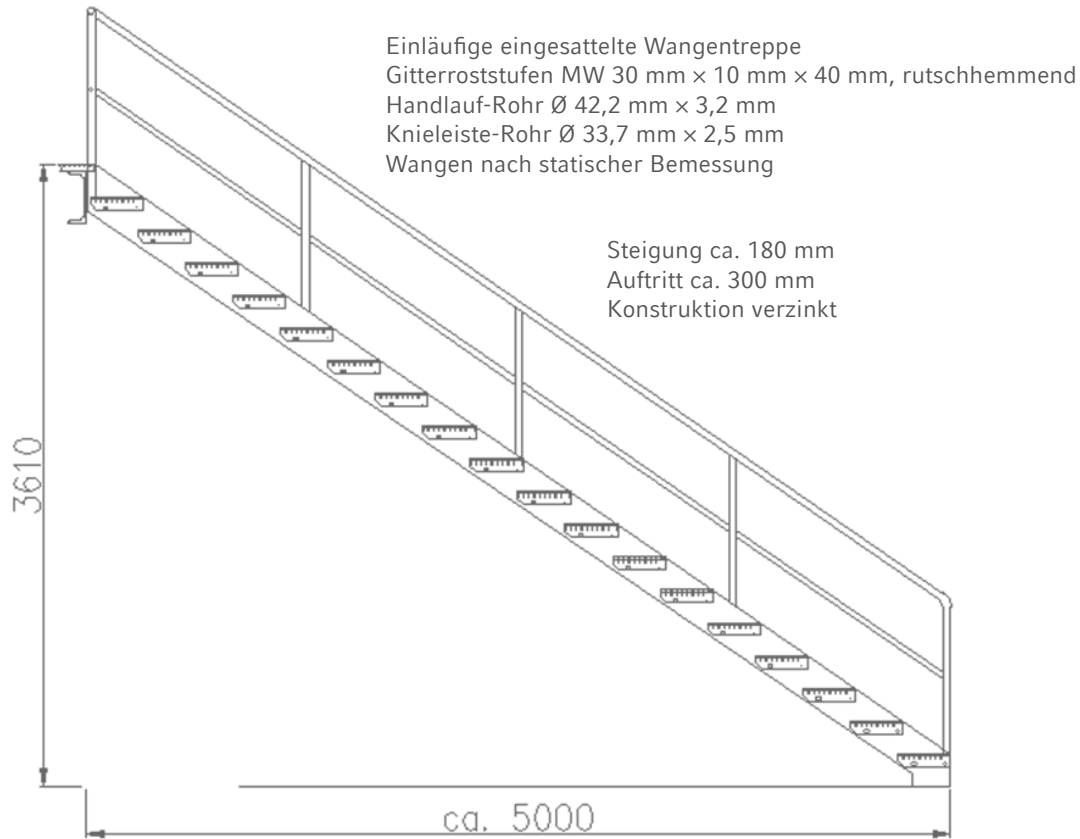 Einläufige eingesattelte Wangentreppe
Gitterroststufen MW 30 mm × 10 mm × 40 mm, rutschhemmend
Handlauf-Rohr Ø 42,2 mm × 3,2 mm
Knieleiste-Rohr Ø 33,7 mm × 2,5 mm
Wangen nach statischer Bemessung
Steigung ca. 180 mm
Auftritt ca. 300 mm
Konstruktion verzinkt
3610
ca. 5000